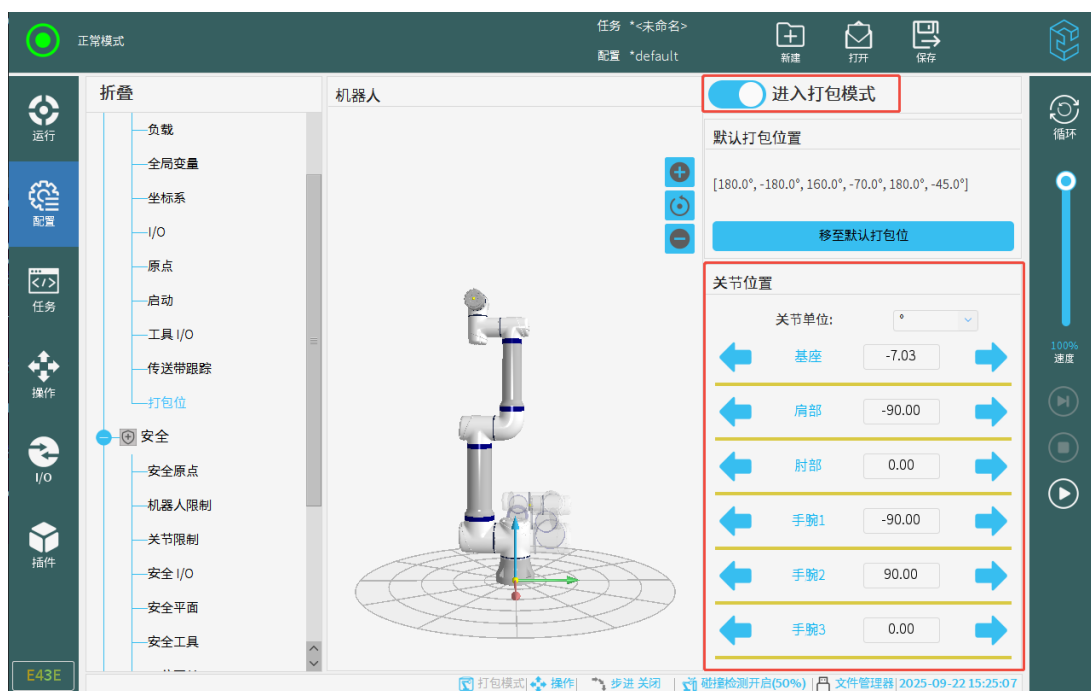 正常模式
任务 *<未命名>
配置 *default
新建
打开
保存
运行
配置
任务
操作
I/O
插件
E43E
折叠
负载
全局变量
坐标系
I/O
原点
启动
工具 I/O
传送带跟踪
打包位
安全
安全原点
机器人限制
关节限制
安全 I/O
安全平面
安全工具
机器人
进入打包模式
默认打包位置
[180.0°, -180.0°, 160.0°, -70.0°, 180.0°, -45.0°]
移至默认打包位
关节位置
关节单位: °
基座 -7.03
肩部 -90.00
肘部 0.00
手腕1 -90.00
手腕2 90.00
手腕3 0.00
循环
100%
速度
打包模式 操作 步进 关闭 碰撞检测开启(50%) 文件管理器 2025-09-22 15:25:07